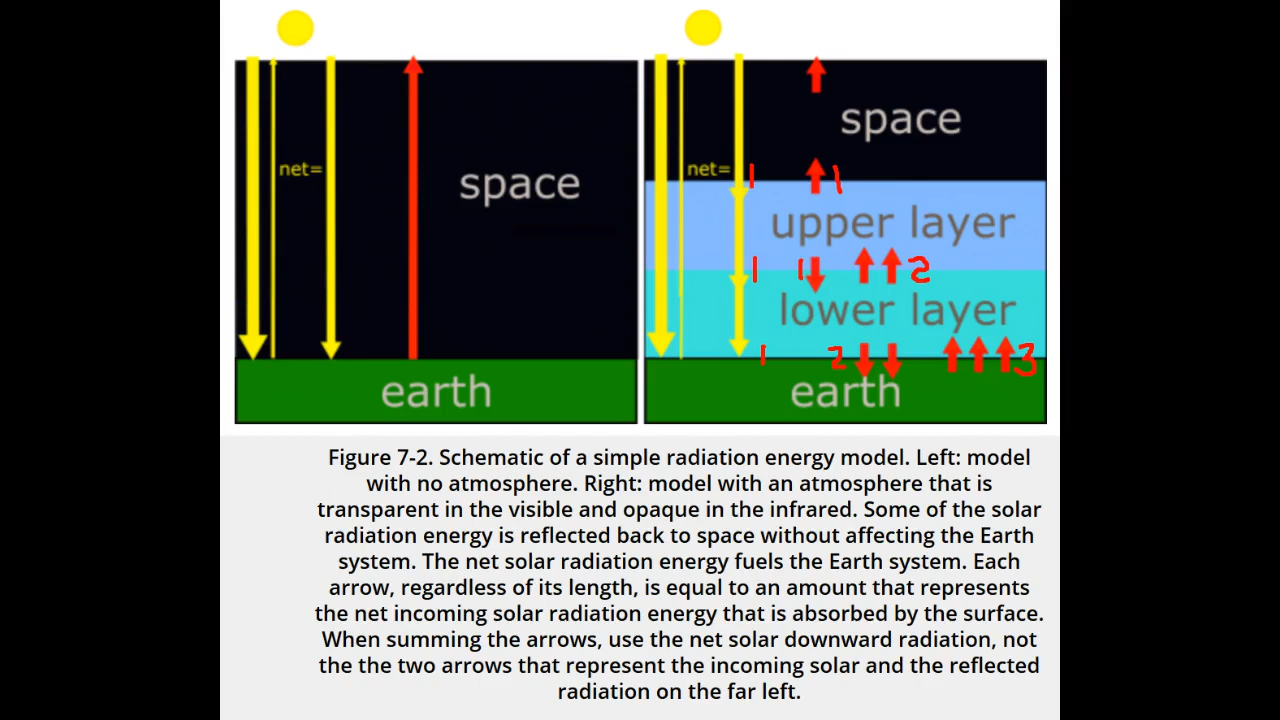 net=
space
earth
net=
1
1
space
upper layer
1
1
2
lower layer
1
2
3
earth
Figure 7-2. Schematic of a simple radiation energy model. Left: model
with no atmosphere. Right: model with an atmosphere that is
transparent in the visible and opaque in the infrared. Some of the solar
radiation energy is reflected back to space without affecting the Earth
system. The net solar radiation energy fuels the Earth system. Each
arrow, regardless of its length, is equal to an amount that represents
the net incoming solar radiation energy that is absorbed by the surface.
When summing the arrows, use the net solar downward radiation, not
the the two arrows that represent the incoming solar and the reflected
radiation on the far left.